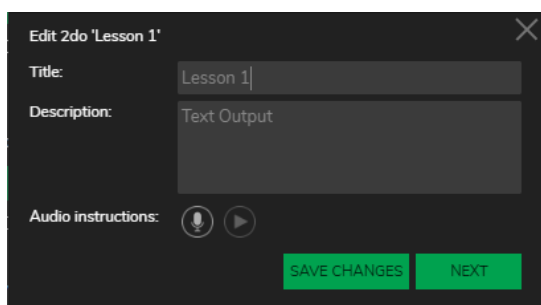 Edit 2do 'Lesson 1'
Title:
Lesson 1
Description:
Text Output
Audio instructions:
SAVE CHANGES
NEXT